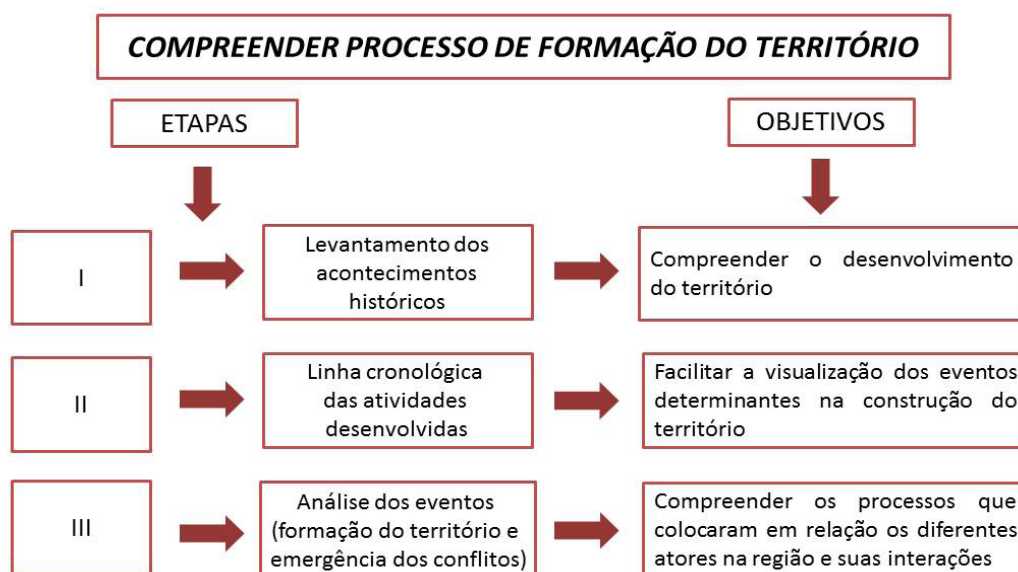 COMPREENDER PROCESSO DE FORMAÇÃO DO TERRITÓRIO
ETAPAS
OBJETIVOS
I
Levantamento dos
acontecimentos
históricos
Compreender o desenvolvimento
do território
II
Linha cronológica
das atividades
desenvolvidas
Facilitar a visualização dos eventos
determinantes na construção do
território
III
Análise dos eventos
(formação do território e
emergência dos conflitos)
Compreender os processos que
colocaram em relação os diferentes
atores na região e suas interações